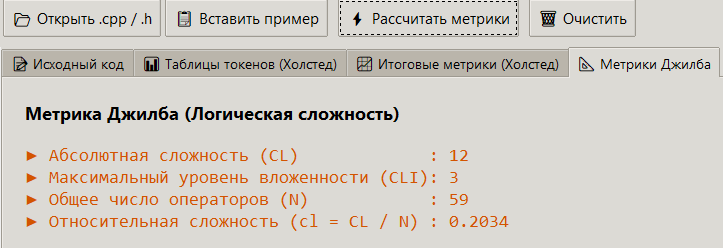 Открыть .cpp / .h Вставить пример Рассчитать метрики Очистить
Исходный код Таблицы токенов (Холстед) Итоговые метрики (Холстед) Метрики Джилба
Метрика Джилба (Логическая сложность)
► Абсолютная сложность (CL) : 12
► Максимальный уровень вложенности (CLI): 3
► Общее число операторов (N) : 59
► Относительная сложность (cl = CL / N) : 0.2034